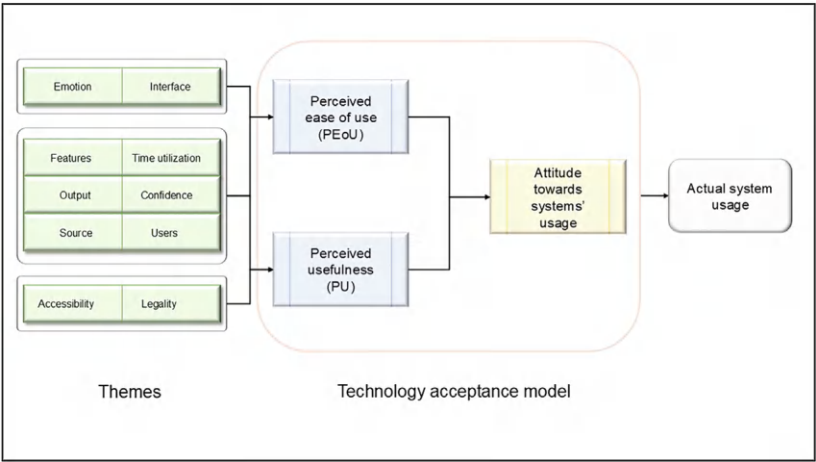 Emotion
Interface
Features
Time utilization
Output
Confidence
Source
Users
Accessibility
Legality
Perceived
ease of use
(PEoU)
Perceived
usefulness
(PU)
Attitude
towards
systems'
usage
Actual system
usage
Themes
Technology acceptance model